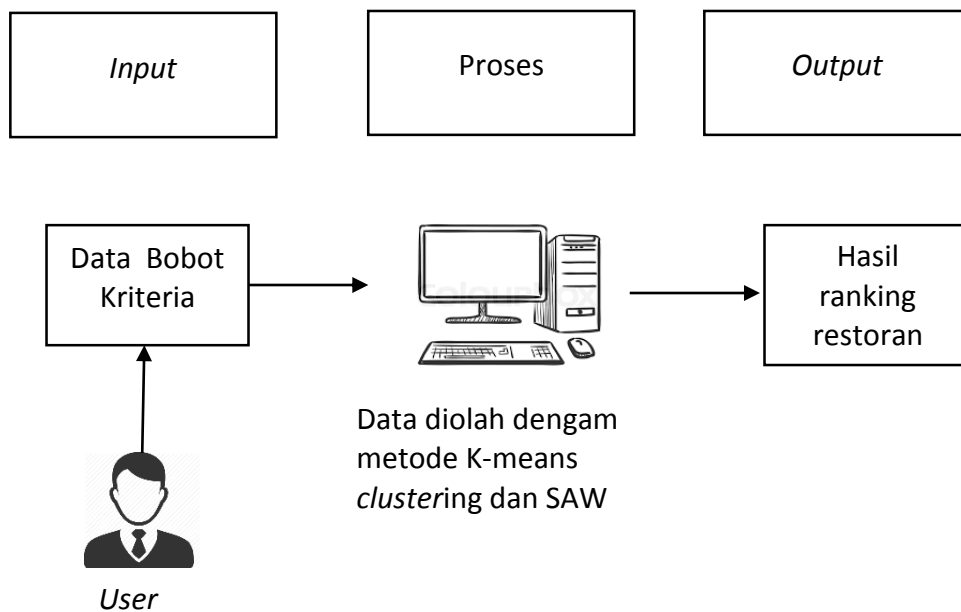 Input
Proses
Output
Data Bobot
Kriteria
Hasil
ranking
restoran
Data diolah dengam
metode K-means
clustering dan SAW
User